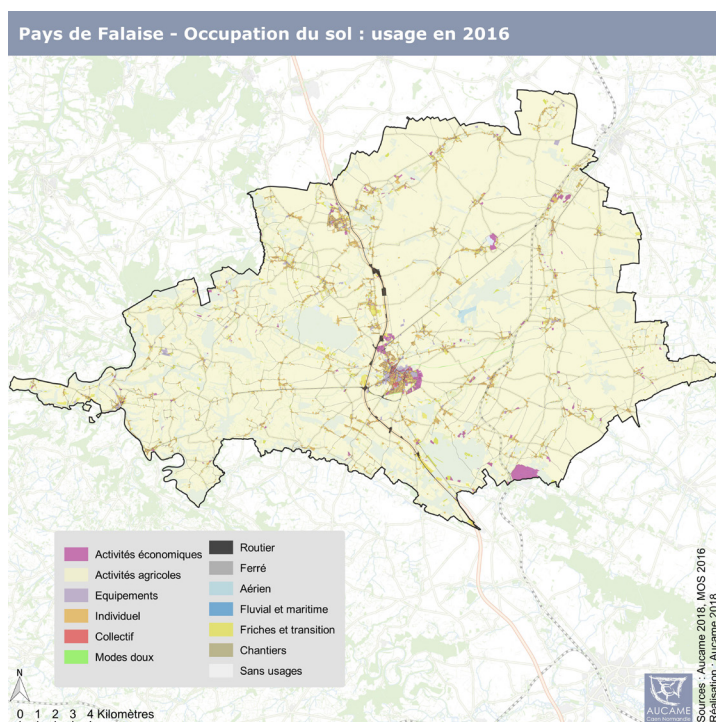 Pays de Falaise - Occupation du sol : usage en 2016
Activités économiques
Activités agricoles
Equipements
Individuel
Collectif
Modes doux
Routier
Ferré
Aérien
Fluvial et maritime
Friches et transition
Chantiers
Sans usages
N
0 1 2 3 4 Kilomètres
Sources : Aucame 2018, MOS 2016
Réalisation : Aucame 2018
AUCAME
Caen Normandie